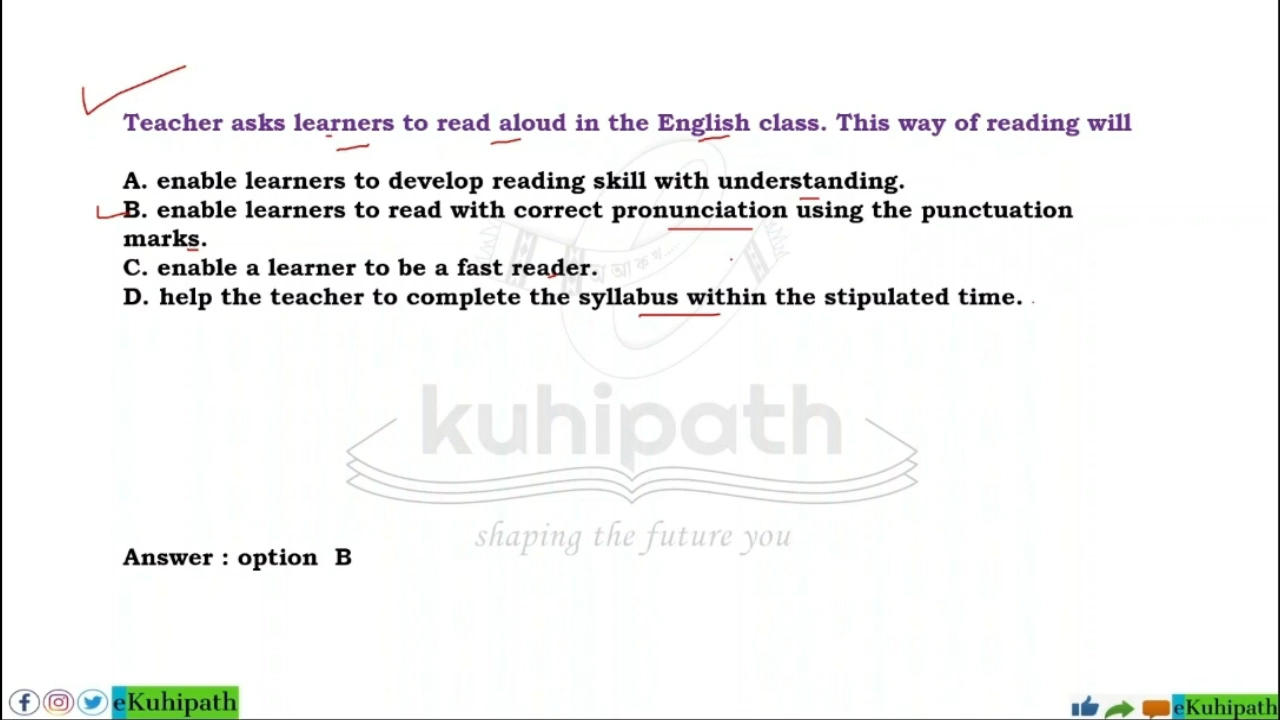 Teacher asks learners to read aloud in the English class. This way of reading will
A. enable learners to develop reading skill with understanding.
B. enable learners to read with correct pronunciation using the punctuation
marks.
C. enable a learner to be a fast reader.
D. help the teacher to complete the syllabus within the stipulated time.
অ আ ক খ....
kuhipath
shaping the future you
Answer : option B
eKuhipath
eKuhipath